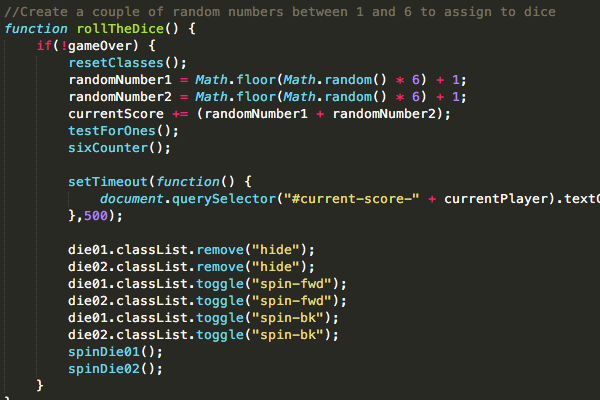 //Create a couple of random numbers between 1 and 6 to assign to dice
function rollTheDice() {
if(!gameOver) {
resetClasses();
randomNumber1 = Math.floor(Math.random() * 6) + 1;
randomNumber2 = Math.floor(Math.random() * 6) + 1;
currentScore += (randomNumber1 + randomNumber2);
testForOnes();
sixCounter();
setTimeout(function() {
document.querySelector("#current-score-" + currentPlayer).text
},500);
die01.classList.remove("hide");
die02.classList.remove("hide");
die01.classList.toggle("spin-fwd");
die02.classList.toggle("spin-fwd");
die01.classList.toggle("spin-bk");
die02.classList.toggle("spin-bk");
spinDie01();
spinDie02();
}